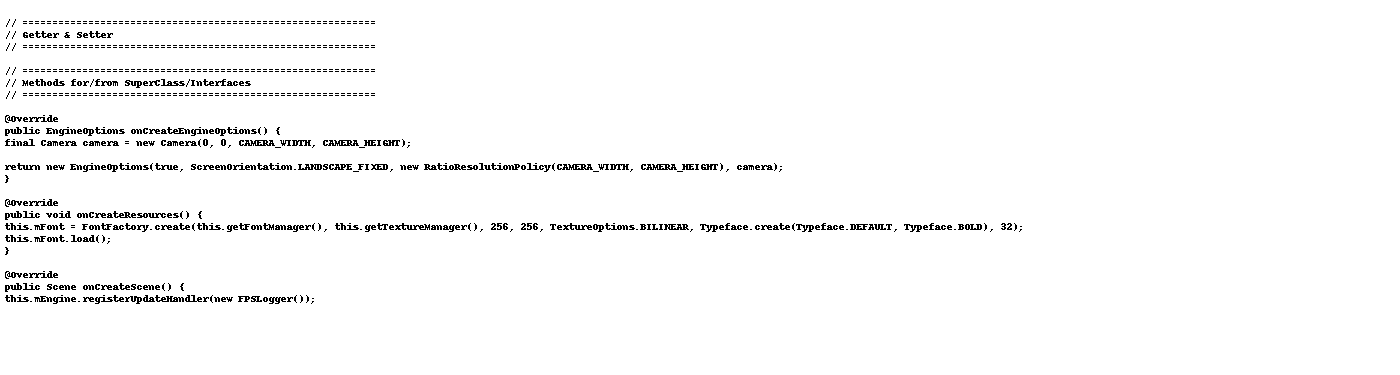 // ===========================================================
// Getter & Setter
// ===========================================================
// ===========================================================
// Methods for/from SuperClass/Interfaces
// ===========================================================
@Override
public EngineOptions onCreateEngineOptions() {
final Camera camera = new Camera(0, 0, CAMERA_WIDTH, CAMERA_HEIGHT);
return new EngineOptions(true, ScreenOrientation.LANDSCAPE_FIXED, new RatioResolutionPolicy(CAMERA_WIDTH, CAMERA_HEIGHT), camera);
}
@Override
public void onCreateResources() {
this.mFont = FontFactory.create(this.getFontManager(), this.getTextureManager(), 256, 256, TextureOptions.BILINEAR, Typeface.create(Typeface.DEFAULT, Typeface.BOLD), 32);
this.mFont.load();
}
@Override
public Scene onCreateScene() {
this.mEngine.registerUpdateHandler(new FPSLogger());